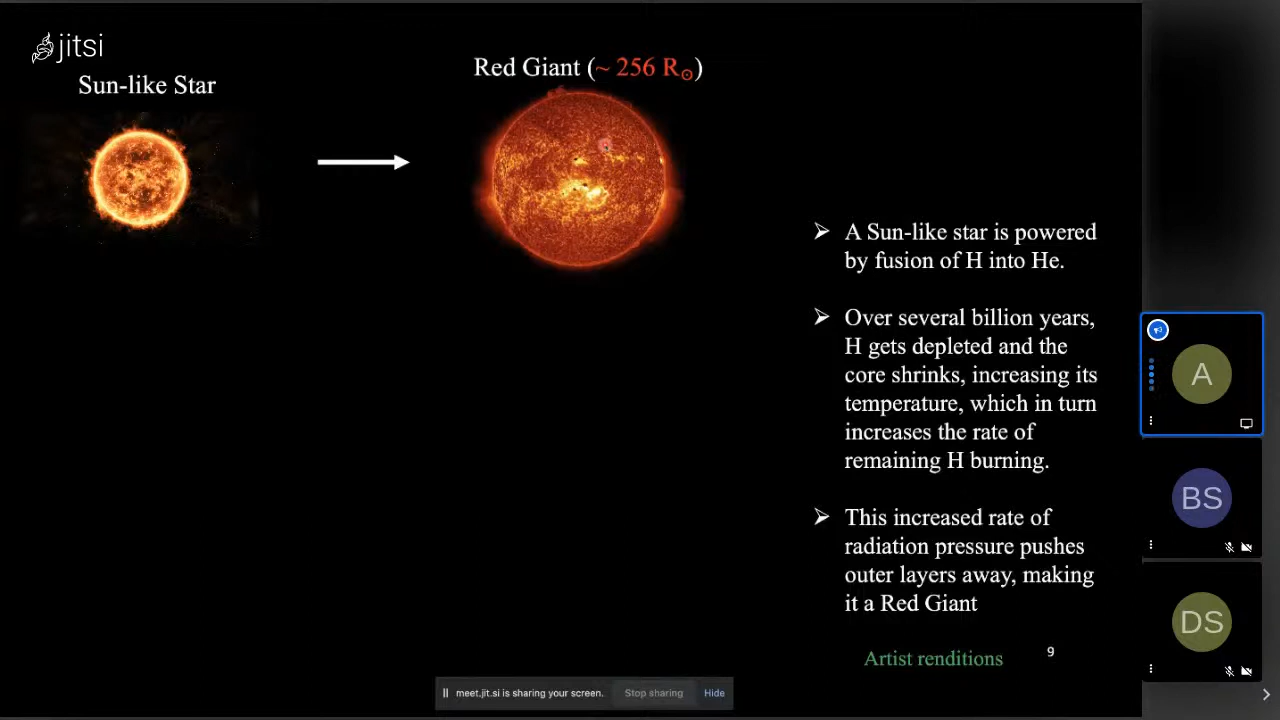 jitsi
Sun-like Star
Red Giant (~ 256 R☉)
➢ A Sun-like star is powered
by fusion of H into He.
➢ Over several billion years,
H gets depleted and the
core shrinks, increasing its
temperature, which in turn
increases the rate of
remaining H burning.
➢ This increased rate of
radiation pressure pushes
outer layers away, making
it a Red Giant
Artist renditions
9
A
BS
DS
meet.jit.si is sharing your screen.
Stop sharing
Hide